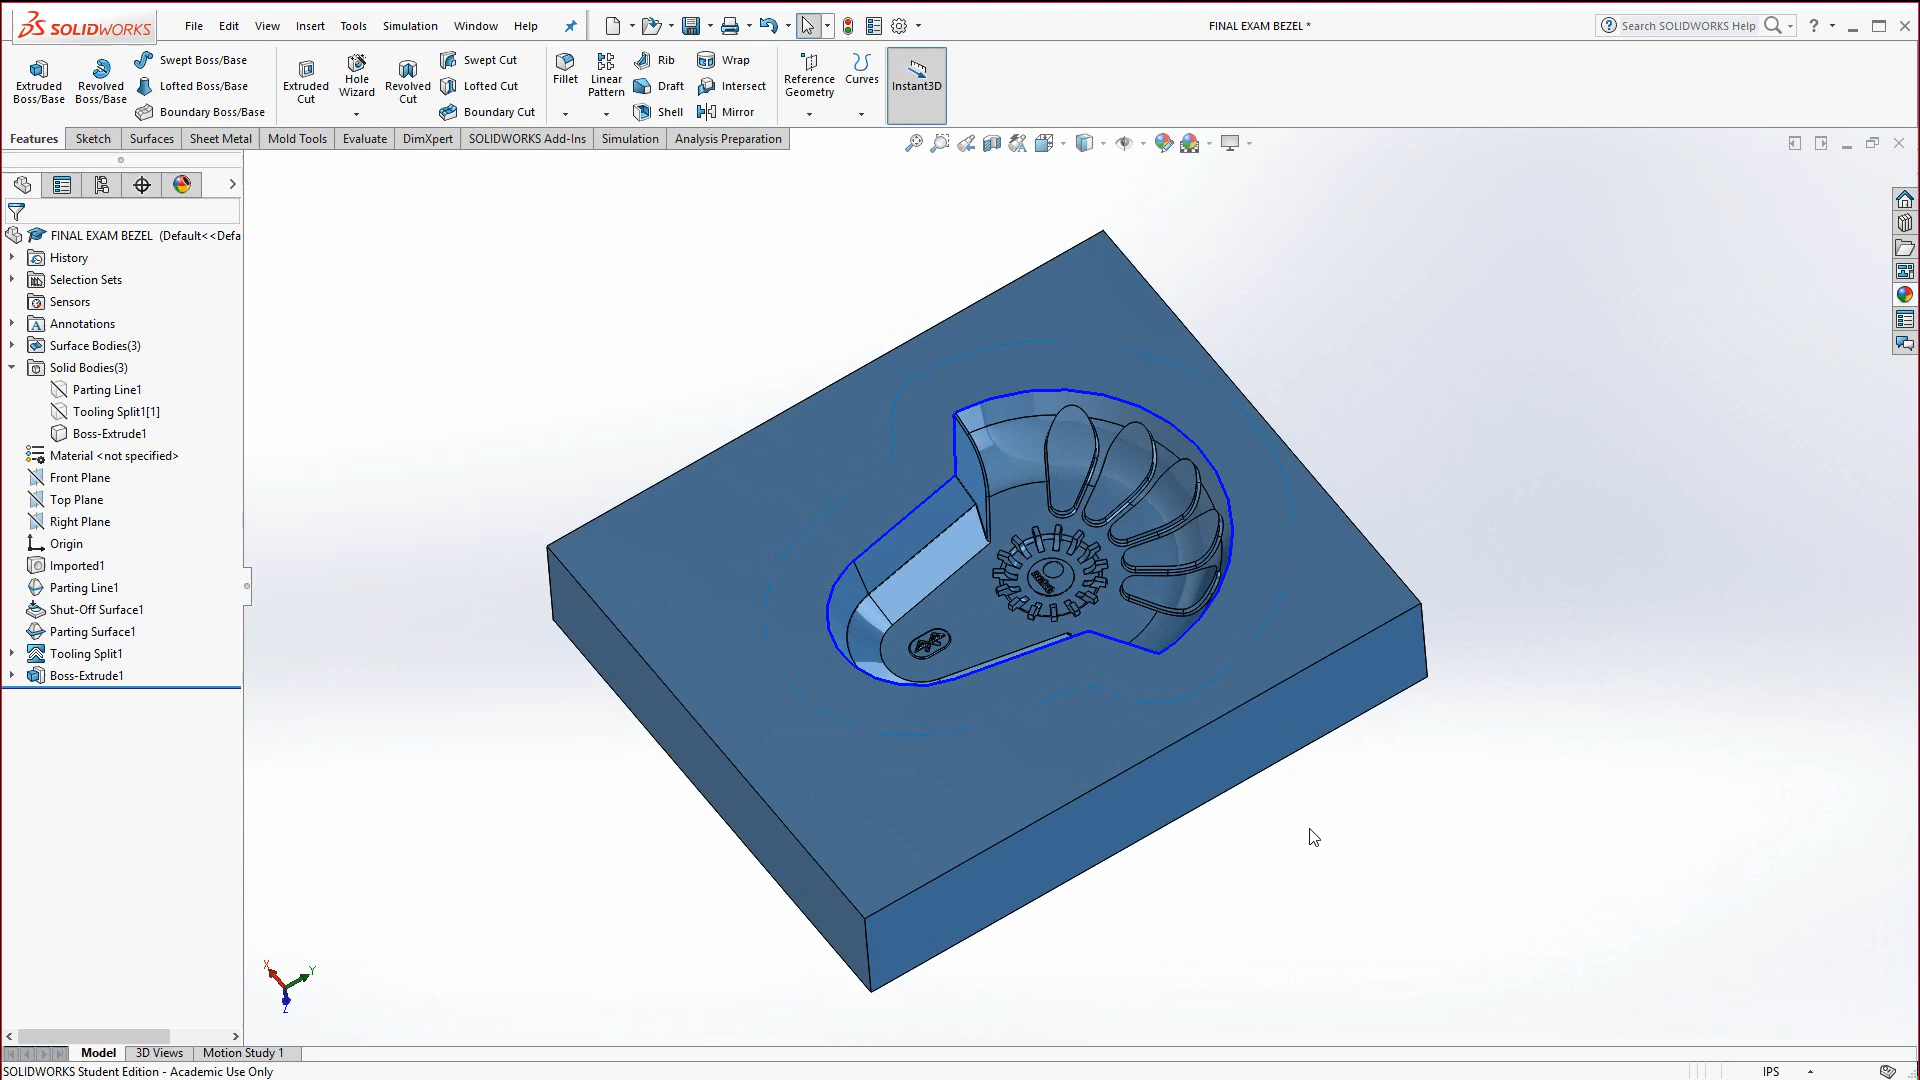 SOLIDWORKS
File Edit View Insert Tools Simulation Window Help
FINAL EXAM BEZEL *
Search SOLIDWORKS Help
Extruded Boss/Base
Revolved Boss/Base
Swept Boss/Base
Lofted Boss/Base
Boundary Boss/Base
Extruded Cut
Hole Wizard
Revolved Cut
Swept Cut
Lofted Cut
Boundary Cut
Fillet
Linear Pattern
Rib
Draft
Shell
Wrap
Intersect
Mirror
Reference Geometry
Curves
Instant3D
Features Sketch Surfaces Sheet Metal Mold Tools Evaluate DimXpert SOLIDWORKS Add-Ins Simulation Analysis Preparation
FINAL EXAM BEZEL (Default<<Defa
History
Selection Sets
Sensors
Annotations
Surface Bodies(3)
Solid Bodies(3)
Parting Line1
Tooling Split1[1]
Boss-Extrude1
Material <not specified>
Front Plane
Top Plane
Right Plane
Origin
Imported1
Parting Line1
Shut-Off Surface1
Parting Surface1
Tooling Split1
Boss-Extrude1
X
Y
Z
Model 3D Views Motion Study 1
SOLIDWORKS Student Edition - Academic Use Only
IPS